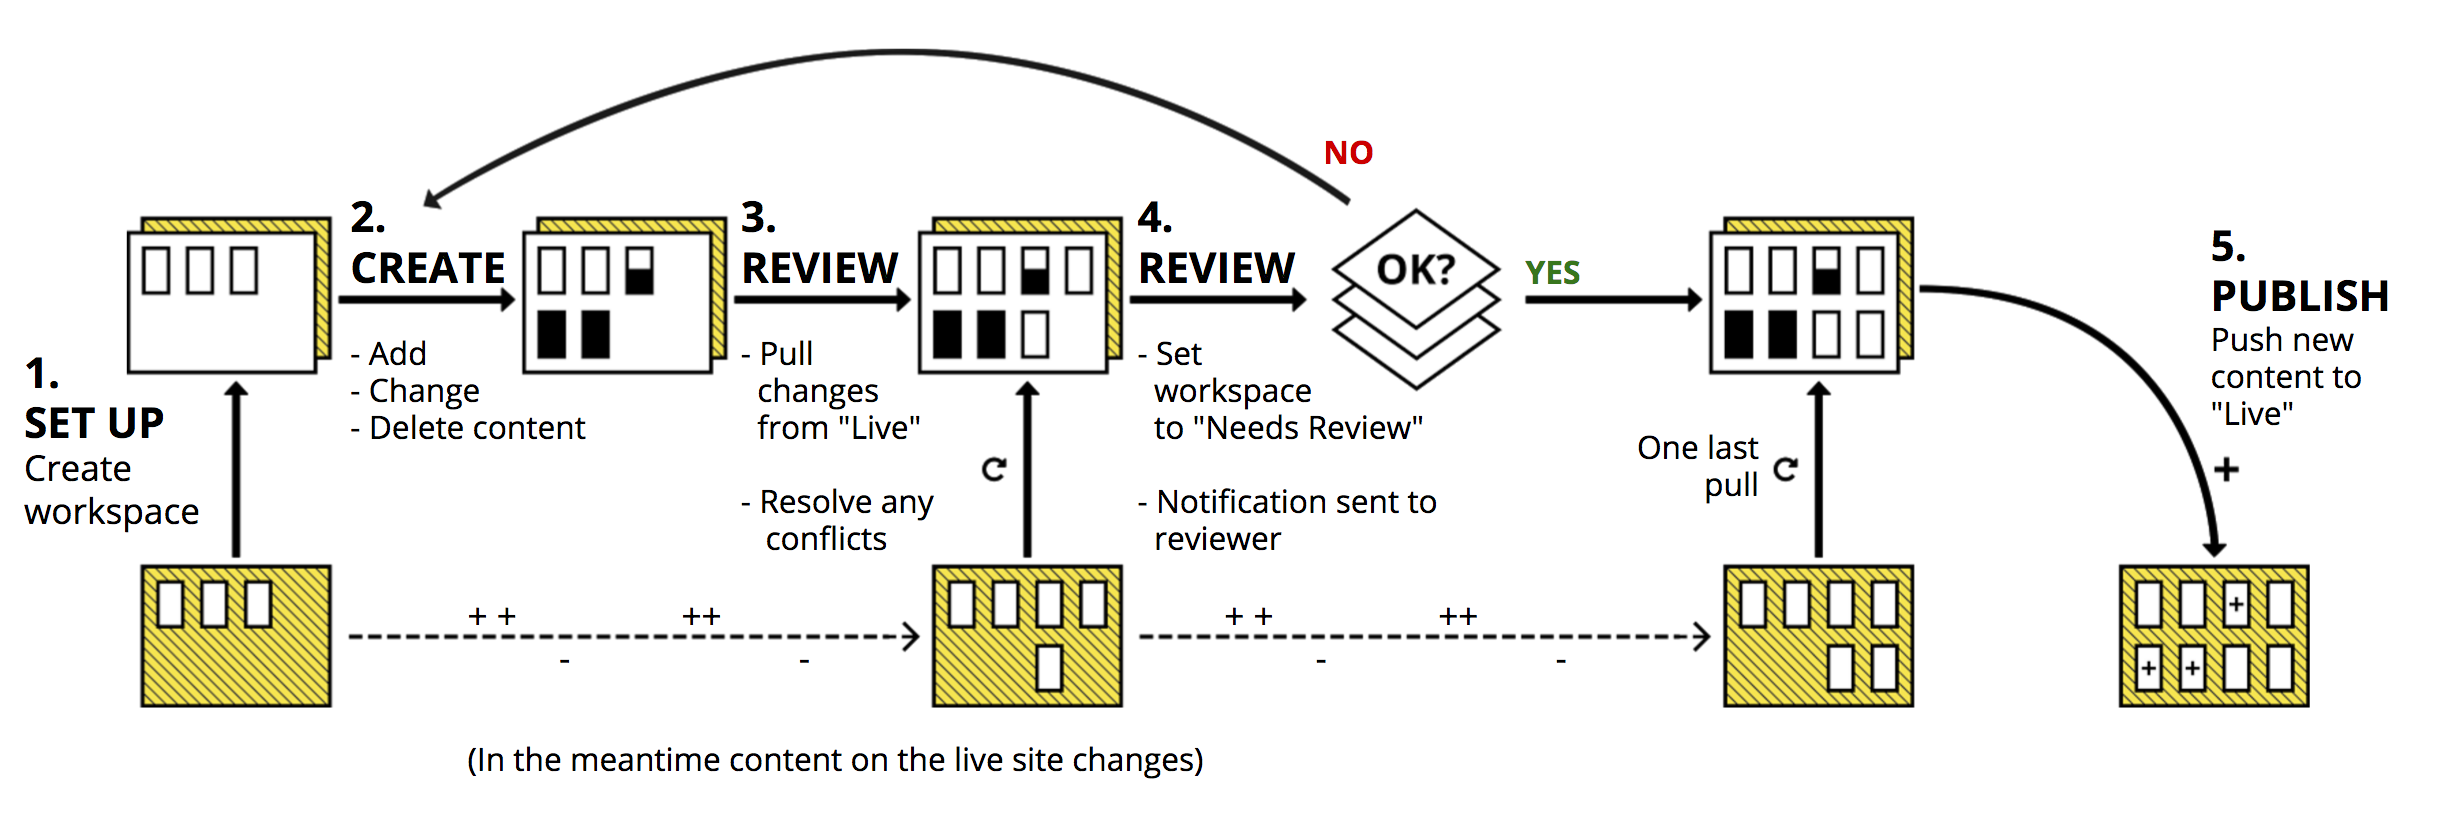 NO
1.
SET UP
Create
workspace
2.
CREATE
- Add
- Change
- Delete content
3.
REVIEW
- Pull
changes
from "Live"
- Resolve any
conflicts
4.
REVIEW
- Set
workspace
to "Needs Review"
- Notification sent to
reviewer
OK?
YES
One last
pull
5.
PUBLISH
Push new
content to
"Live"
+
+ + ++
- -
+ + ++
- -
+
+ +
(In the meantime content on the live site changes)